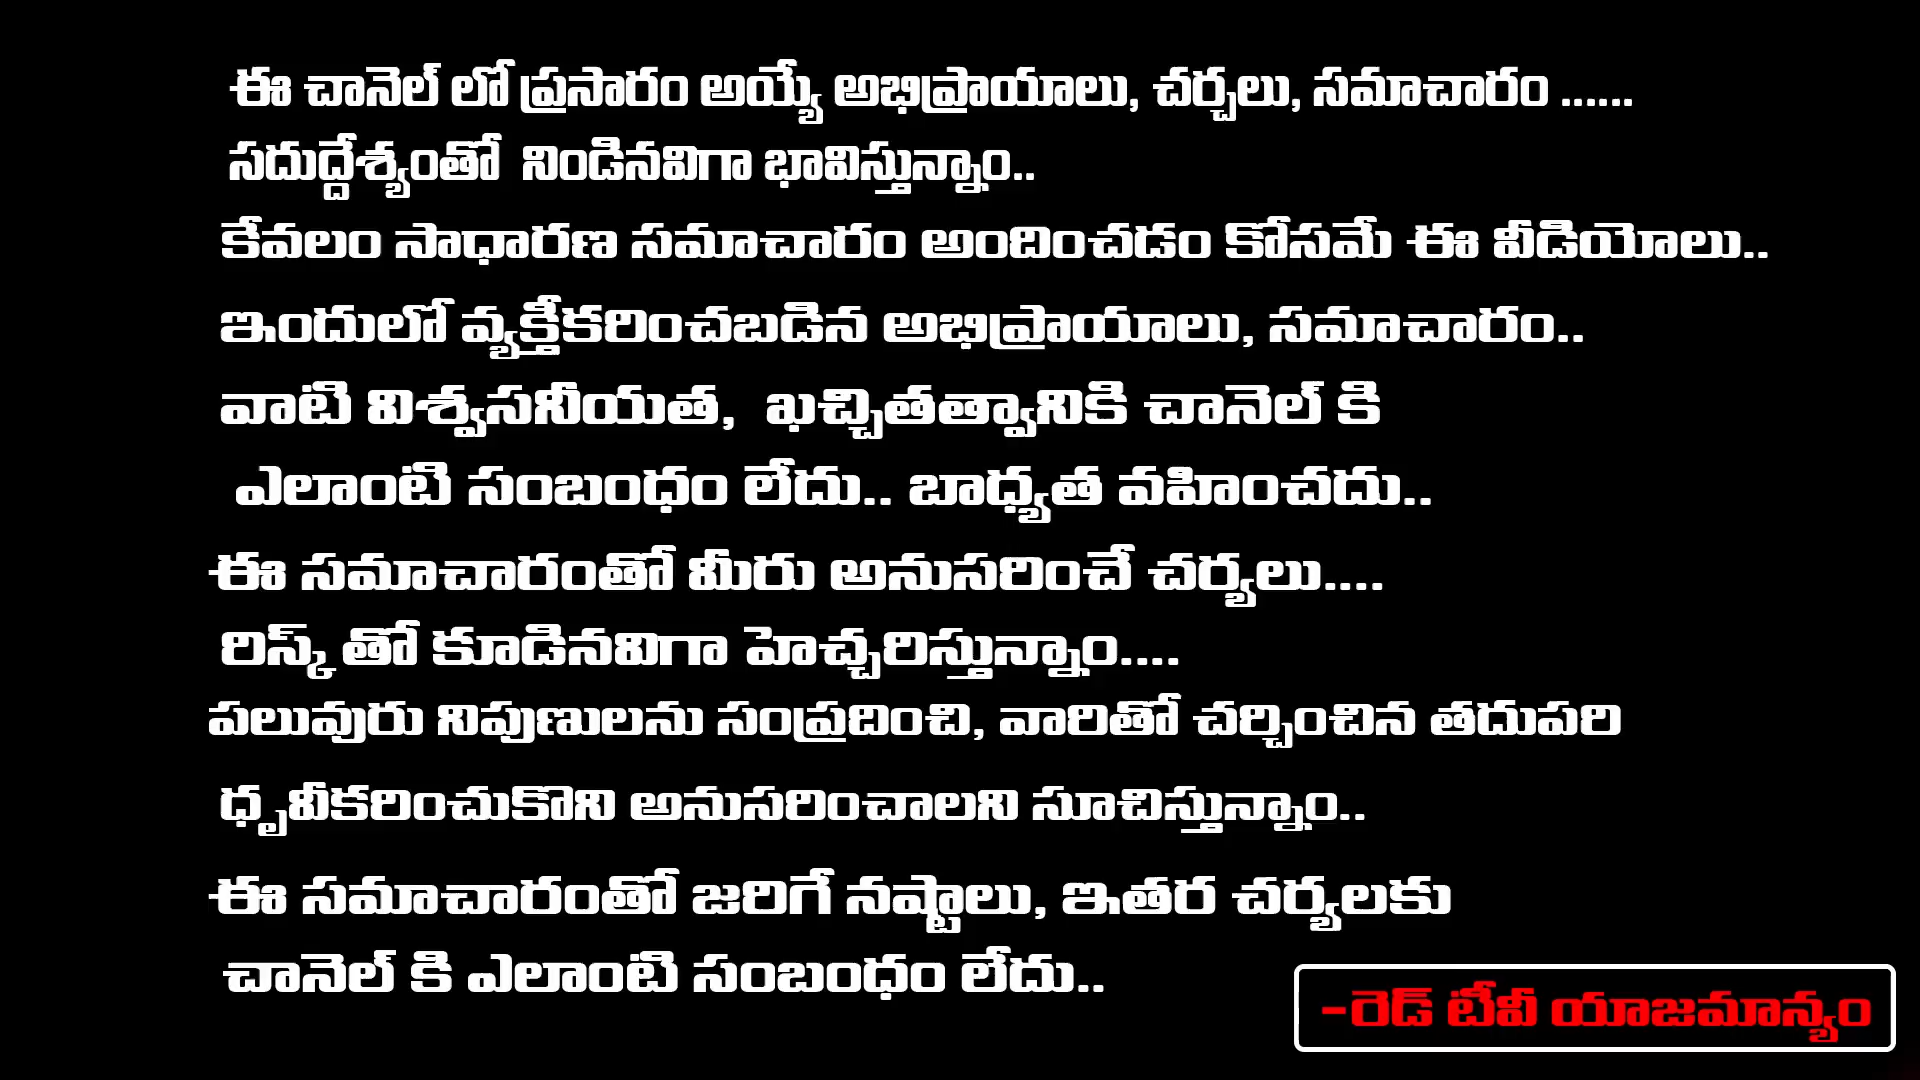 ఈ చానెల్ లో ప్రసారం అయ్యే అభిప్రాయాలు, చర్చలు, సమాచారం ......
సదుద్దేశ్యంతో నిండినవిగా భావిస్తున్నాం..
కేవలం సాధారణ సమాచారం అందించడం కోసమే ఈ వీడియోలు..
ఇందులో వ్యక్తీకరించబడిన అభిప్రాయాలు, సమాచారం..
వాటి విశ్వసనీయత, ఖచ్చితత్వానికి చానెల్ కి
ఎలాంటి సంబంధం లేదు.. బాధ్యత వహించదు..
ఈ సమాచారంతో మీరు అనుసరించే చర్యలు....
రిస్క్ తో కూడినవిగా హెచ్చరిస్తున్నాం....
పలువురు నిపుణులను సంప్రదించి, వారితో చర్చించిన తదుపరి
ధృవీకరించుకొని అనుసరించాలని సూచిస్తున్నాం..
ఈ సమాచారంతో జరిగే నష్టాలు, ఇతర చర్యలకు
చానెల్ కి ఎలాంటి సంబంధం లేదు..
-రెడ్ టీవీ యాజమాన్యం